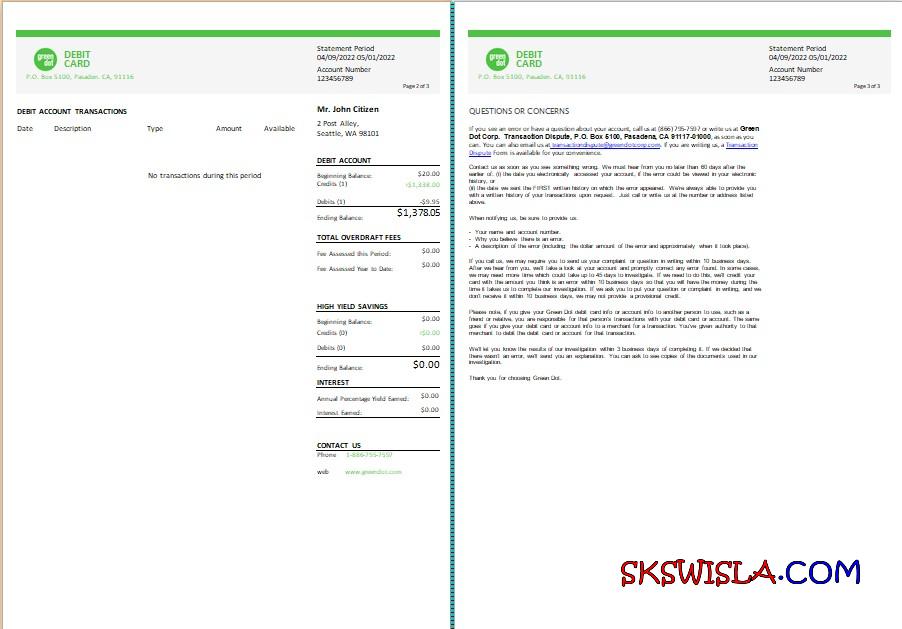 green
dot
DEBIT
CARD
P.O. Box 5100, Pasaden. CA, 91116
Statement Period
04/09/2022-05/01/2022
Account Number
123456789
Page 2 of 3
DEBIT ACCOUNT TRANSACTIONS
Date Description Type Amount Available
No transactions during this period
Mr. John Citizen
2 Post Alley,
Seattle, WA 98101
DEBIT ACCOUNT
Beginning Balance: $20.00
Credits (1) +$1,338.00
Debits (1) -$9.95
Ending Balance: $1,378.05
TOTAL OVERDRAFT FEES
Fee Assessed this Period: $0.00
Fee Assessed Year to Date: $0.00
HIGH YIELD SAVINGS
Beginning Balance: $0.00
Credits (0) +$0.00
Debits (0) $0.00
Ending Balance: $0.00
INTEREST
Annual Percentage Yield Earned: $0.00
Interest Earned: $0.00
CONTACT US
Phone 1-886-755-7557
web www.greendot.com
green
dot
DEBIT
CARD
P.O. Box 5100, Pasaden. CA, 91116
Statement Period
04/09/2022-05/01/2022
Account Number
123456789
Page 3 of 3
QUESTIONS OR CONCERNS
If you see an error or have a question about your account, call us at (866) 795-7597 or write us at Green
Dot Corp. Transaction Dispute, P.O. Box 5100, Pasadena, CA 91117-01000, as soon as you
can. You can also email us at transactiondispute@greendotcorp.com. If you are writing us, a Transaction
Dispute Form is available for your convenience.
Contact us as soon as you see something wrong. We must hear from you no later than 60 days after the
earlier of: (i) the date you electronically accessed your account, if the error could be viewed in your electronic
history, or
(ii) the date we sent the FIRST written history on which the error appeared. We're always able to provide you
with a written history of your transactions upon request. Just call or write us at the number or address listed
above.
When notifying us, be sure to provide us:
- Your name and account number.
- Why you believe there is an error.
- A description of the error (including the dollar amount of the error and approximately when it took place).
If you call us, we may require you to send us your complaint or question in writing within 10 business days.
After we hear from you, we'll take a look at your account and promptly correct any error found. In some cases,
we may need more time which could take up to 45 days to investigate. If we need to do this, we'll credit your
card with the amount you think is an error within 10 business days so that you will have the money during the
time it takes us to complete our investigation. If we ask you to put your question or complaint in writing, and we
don't receive it within 10 business days, we may not provide a provisional credit.
Please note, if you give your Green Dot debit card info or account info to another person to use, such as a
friend or relative, you are responsible for that person's transactions with your debit card or account. The same
goes if you give your debit card or account info to a merchant for a transaction. You've given authority to that
merchant to debit the debit card or account for that transaction.
We'll let you know the results of our investigation within 3 business days of completing it. If we decided that
there wasn't an error, we'll send you an explanation. You can ask to see copies of the documents used in our
investigation.
Thank you for choosing Green Dot.
SKSWISLA.COM